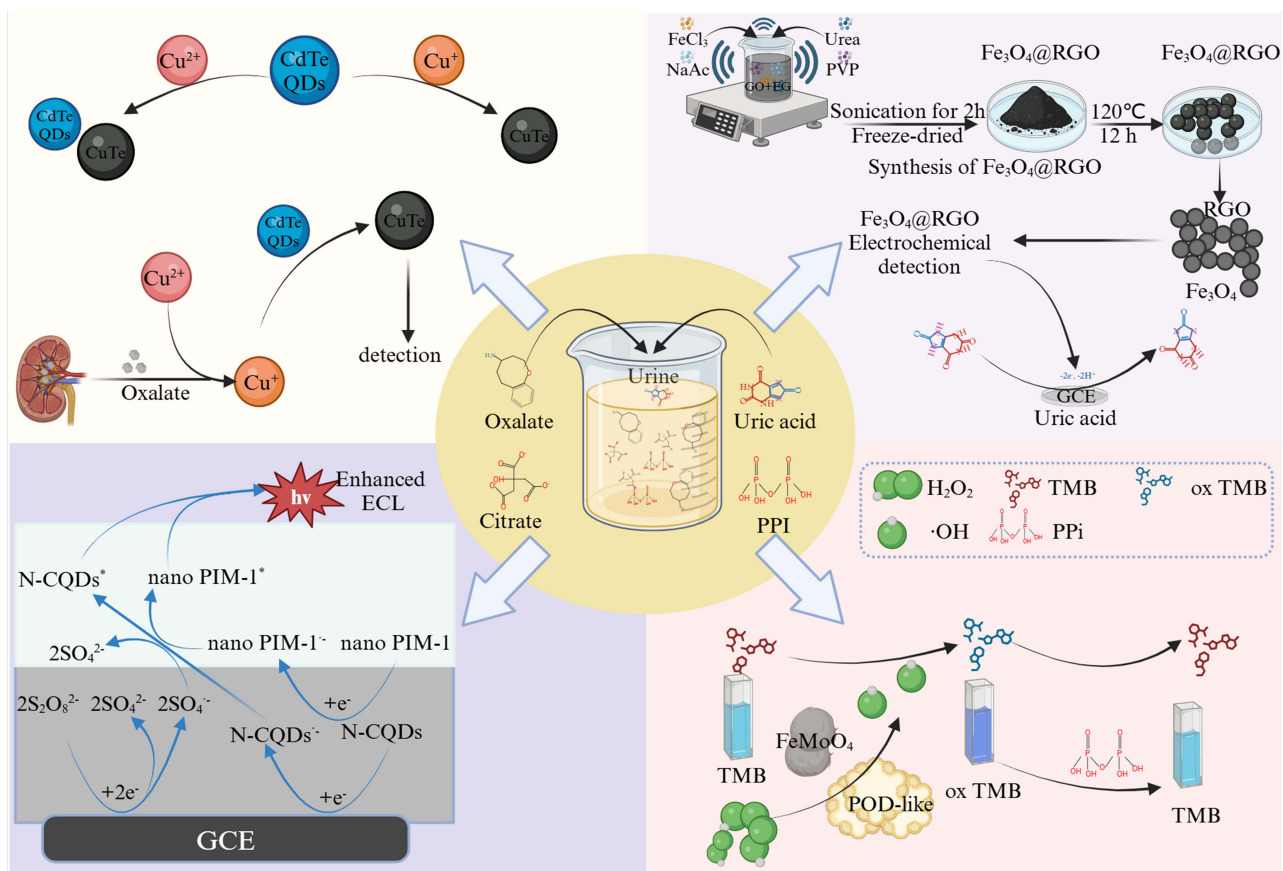 Cu²⁺
CdTe
QDs
Cu⁺
CdTe
QDs
CuTe
CuTe
CdTe
QDs
CuTe
Cu²⁺
detection
Oxalate
Cu⁺
FeCl₃
NaAc
Urea
PVP
GO+EG
Sonication for 2h
Freeze-dried
Fe₃O₄@RGO
120℃
12 h
Fe₃O₄@RGO
Synthesis of Fe₃O₄@RGO
RGO
Fe₃O₄
Fe₃O₄@RGO
Electrochemical
detection
-2e⁻, -2H⁺
GCE
Uric acid
Urine
Oxalate
Uric acid
Citrate
PPI
hv
Enhanced
ECL
N-CQDs*
nano PIM-1*
2SO₄²⁻
nano PIM-1·⁻
nano PIM-1
2S₂O₈²⁻
2SO₄²⁻
2SO₄·⁻
+e⁻
N-CQDs·⁻
N-CQDs
+2e⁻
+e⁻
GCE
H₂O₂
TMB
ox TMB
·OH
PPi
TMB
FeMoO₄
POD-like
ox TMB
TMB